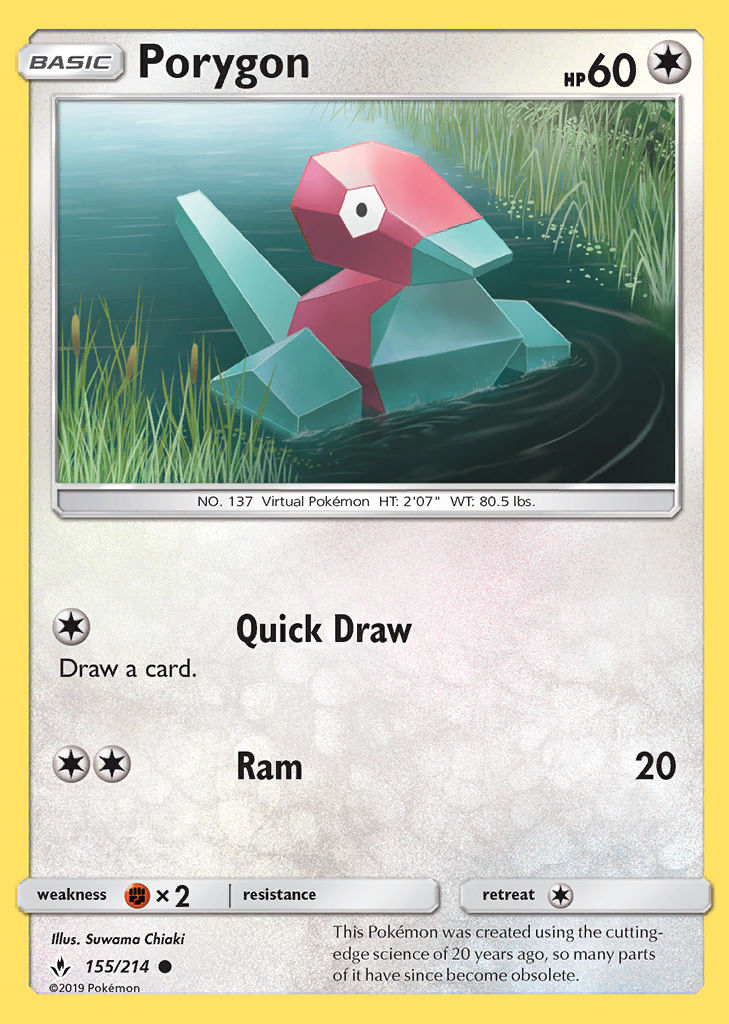 BASIC Porygon HP60
NO. 137 Virtual Pokémon HT: 2'07" WT: 80.5 lbs.
Quick Draw
Draw a card.
Ram 20
weakness × 2 resistance retreat
Illus. Suwama Chiaki
155/214
©2019 Pokémon
This Pokémon was created using the cutting-
edge science of 20 years ago, so many parts
of it have since become obsolete.